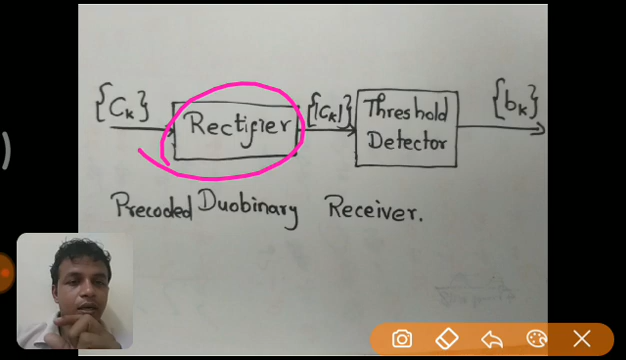 {Ck} Rectifier {|Ck|} Threshold Detector {bk}
Precoded Duobinary Receiver.